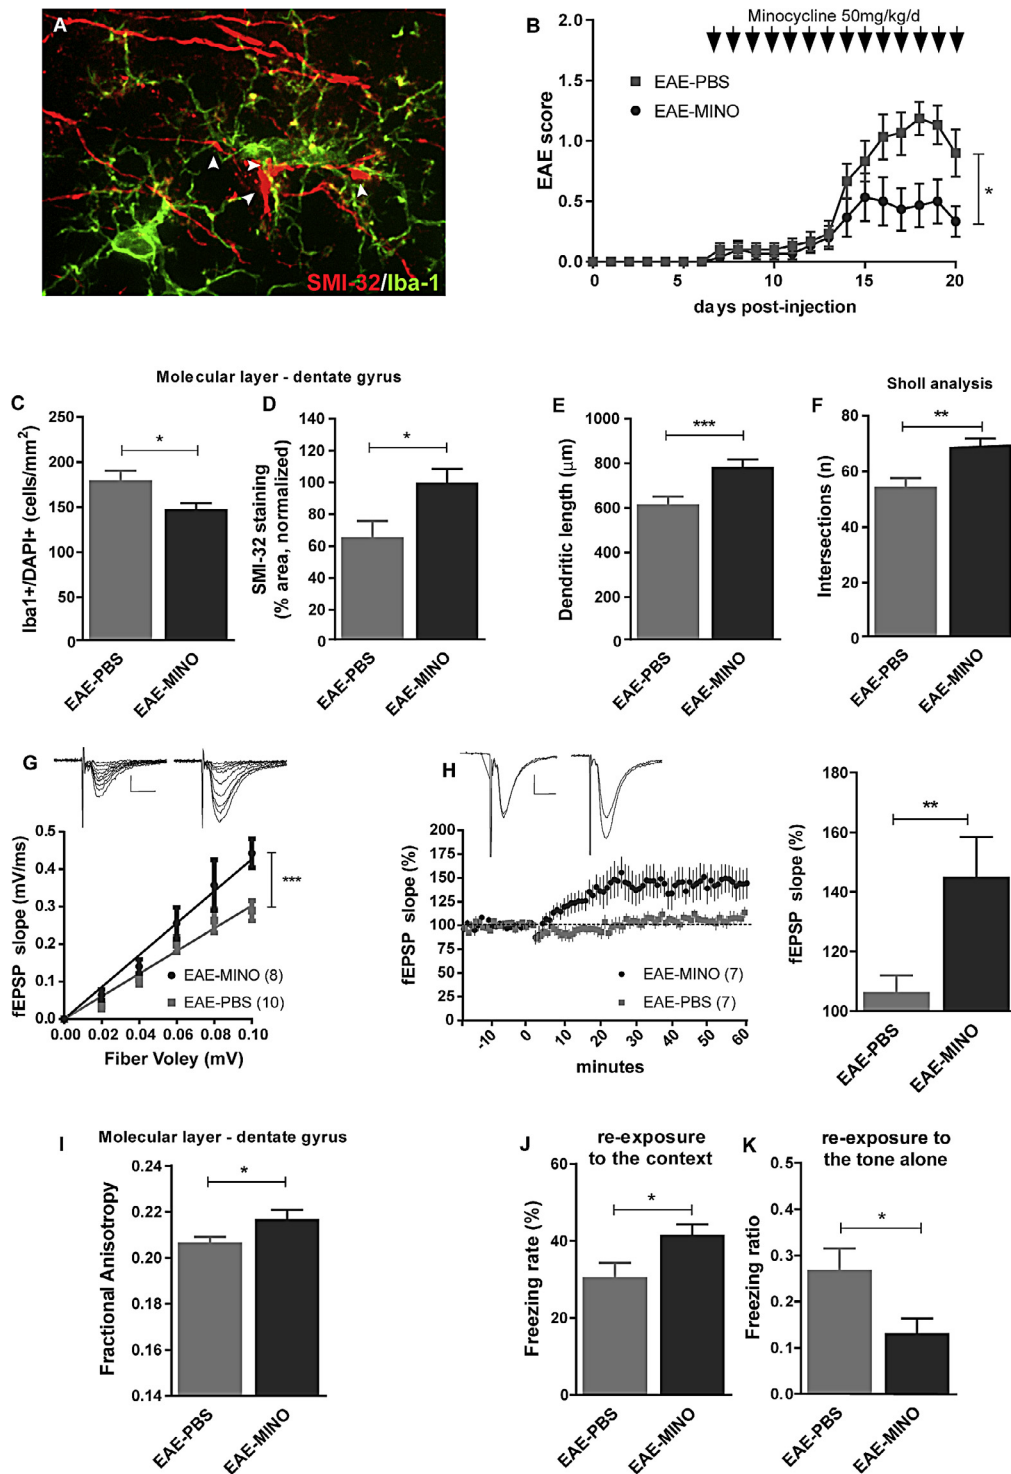 A
SMI-32/Iba-1
B
Minocycline 50mg/kg/d
2.0
1.5
1.0
0.5
0.0
EAE score
EAE-PBS
EAE-MINO
*
0
5
10
15
20
days post-injection
Molecular layer - dentate gyrus
C
250
200
150
100
50
0
Iba1+/DAPI+ (cells/mm²)
*
EAE-PBS
EAE-MINO
D
140
120
100
80
60
40
20
0
SMI-32 staining
(% area, normalized)
*
EAE-PBS
EAE-MINO
E
1000
800
600
400
200
0
Dendritic length (µm)
***
EAE-PBS
EAE-MINO
Sholl analysis
F
80
60
40
20
0
Intersections (n)
**
EAE-PBS
EAE-MINO
G
0.5
0.4
0.3
0.2
0.1
0.0
fEPSP slope (mV/ms)
***
EAE-MINO (8)
EAE-PBS (10)
0.00
0.02
0.04
0.06
0.08
0.10
Fiber Voley (mV)
H
200
175
150
125
100
75
50
25
0
fEPSP slope (%)
EAE-MINO (7)
EAE-PBS (7)
-10
0
10
20
30
40
50
60
minutes
180
160
140
120
100
fEPSP slope (%)
**
EAE-PBS
EAE-MINO
I
Molecular layer - dentate gyrus
0.24
0.22
0.20
0.18
0.16
0.14
Fractional Anisotropy
*
EAE-PBS
EAE-MINO
J
re-exposure
to the context
60
40
20
0
Freezing rate (%)
*
EAE-PBS
EAE-MINO
K
re-exposure to
the tone alone
0.5
0.4
0.3
0.2
0.1
0.0
Freezing ratio
*
EAE-PBS
EAE-MINO